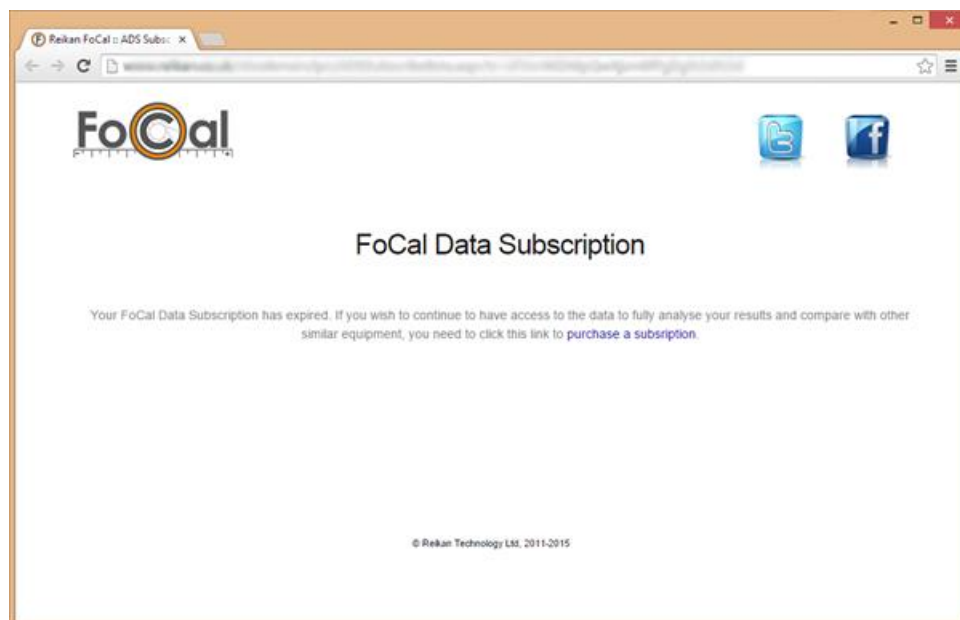 Reikan FoCal :: ADS Subsc
FoCal
FoCal Data Subscription
Your FoCal Data Subscription has expired. If you wish to continue to have access to the data to fully analyse your results and compare with other
similar equipment, you need to click this link to purchase a subsription.
© Reikan Technology Ltd, 2011-2015